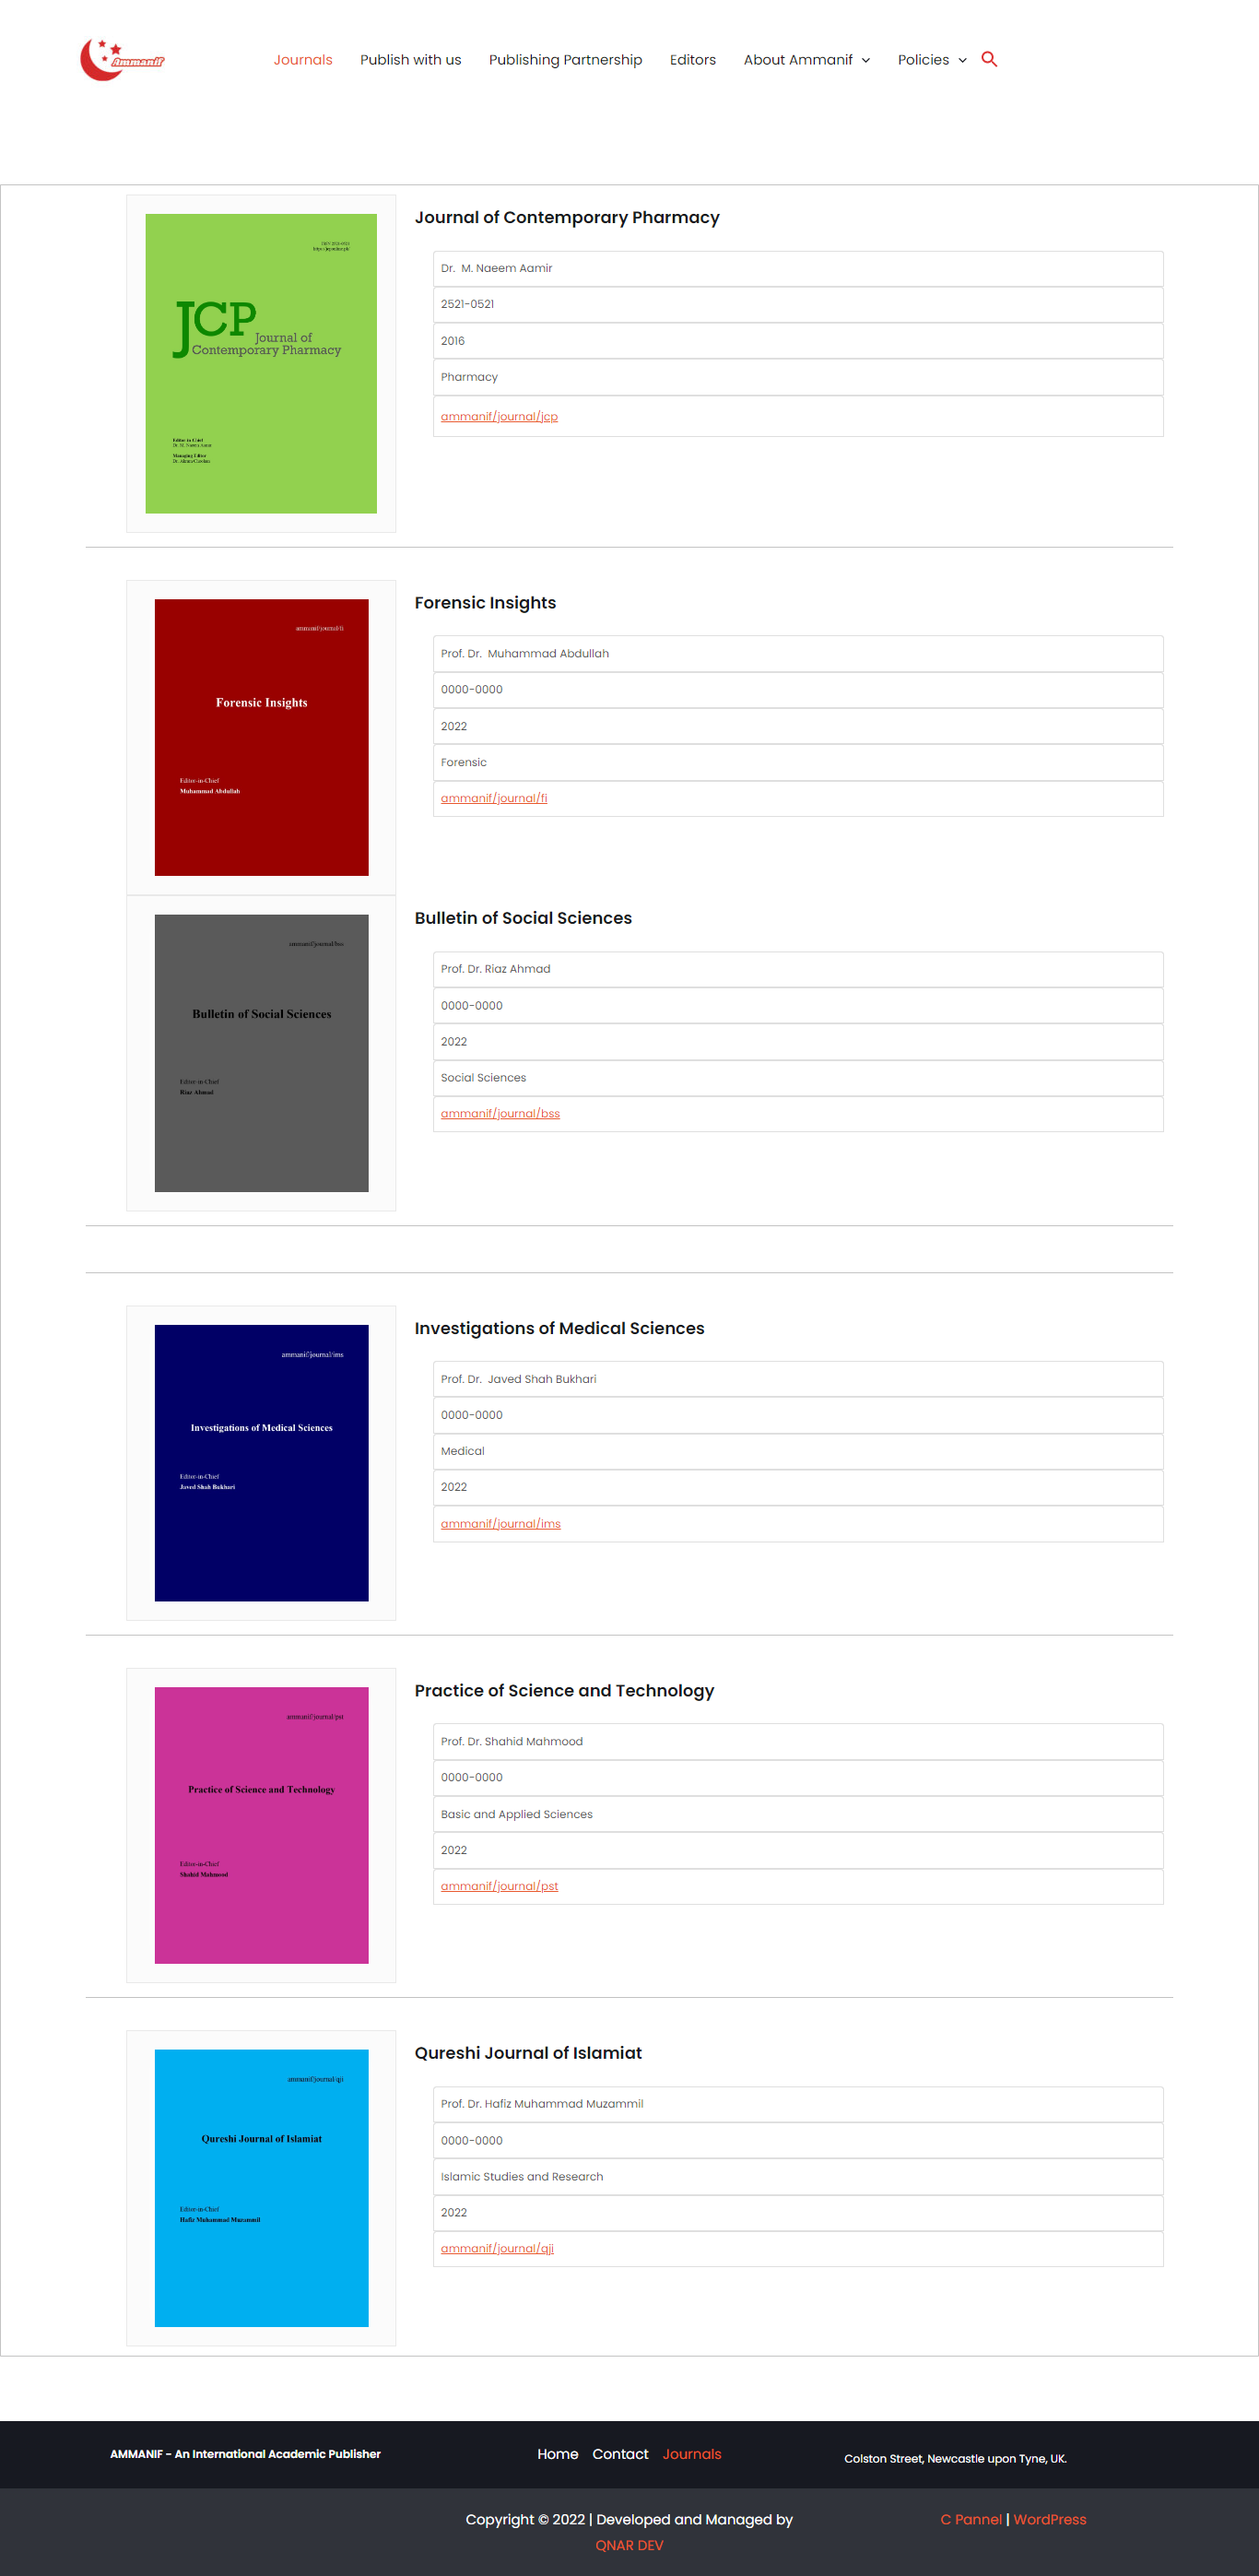 Ammanif
Journals Publish with us Publishing Partnership Editors About Ammanif Policies
Journal of Contemporary Pharmacy
Dr. M. Naeem Aamir
2521-0521
2016
Pharmacy
ammanif/journal/jcp
JCP
Journal of
Contemporary Pharmacy
Editor in Chief
Dr. M. Naeem Aamir
Managing Editor
Forensic Insights
Prof. Dr. Muhammad Abdullah
0000-0000
2022
Forensic
ammanif/journal/fi
ammanif/journal/fi
Forensic Insights
Editor-in-Chief
Muhammad Abdullah
Bulletin of Social Sciences
Prof. Dr. Riaz Ahmad
0000-0000
2022
Social Sciences
ammanif/journal/bss
ammanif/journal/bss
Bulletin of Social Sciences
Editor-in-Chief
Riaz Ahmad
Investigations of Medical Sciences
Prof. Dr. Javed Shah Bukhari
0000-0000
Medical
2022
ammanif/journal/ims
ammanif/journal/ims
Investigations of Medical Sciences
Editor-in-Chief
Javed Shah Bukhari
Practice of Science and Technology
Prof. Dr. Shahid Mahmood
0000-0000
Basic and Applied Sciences
2022
ammanif/journal/pst
ammanif/journal/pst
Practice of Science and Technology
Editor-in-Chief
Shahid Mahmood
Qureshi Journal of Islamiat
Prof. Dr. Hafiz Muhammad Muzammil
0000-0000
Islamic Studies and Research
2022
ammanif/journal/qji
ammanif/journal/qji
Qureshi Journal of Islamiat
Editor-in-Chief
Hafiz Muhammad Muzammil
AMMANIF - An International Academic Publisher
Home Contact Journals
Colston Street, Newcastle upon Tyne, UK.
Copyright © 2022 | Developed and Managed by
QNAR DEV
C Pannel | WordPress